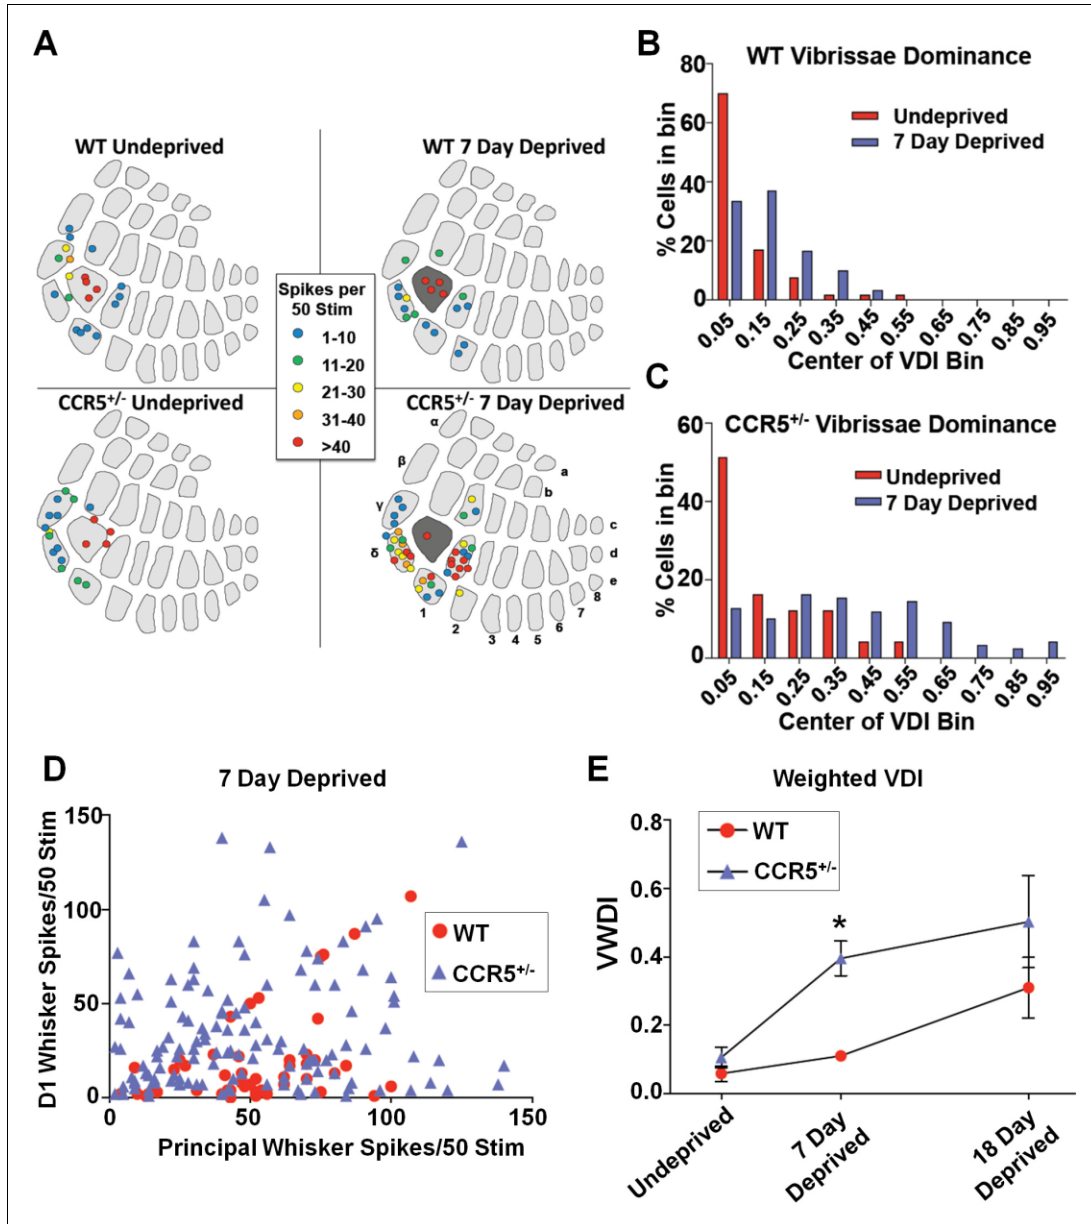 A
WT Undeprived
WT 7 Day Deprived
Spikes per
50 Stim
1-10
11-20
21-30
31-40
>40
CCR5+/- Undeprived
CCR5+/- 7 Day Deprived
α
β
γ
δ
a
b
c
d
e
1
2
3
4
5
6
7
8
B
WT Vibrissae Dominance
Undeprived
7 Day Deprived
% Cells in bin
80
60
40
20
0
0.05 0.15 0.25 0.35 0.45 0.55 0.65 0.75 0.85 0.95
Center of VDI Bin
C
CCR5+/- Vibrissae Dominance
Undeprived
7 Day Deprived
% Cells in bin
60
40
20
0
0.05 0.15 0.25 0.35 0.45 0.55 0.65 0.75 0.85 0.95
Center of VDI Bin
D
7 Day Deprived
D1 Whisker Spikes/50 Stim
150
100
50
0
WT
CCR5+/-
0 50 100 150
Principal Whisker Spikes/50 Stim
E
Weighted VDI
WT
CCR5+/-
VWDI
0.8
0.6
0.4
0.2
0.0
*
Undeprived
7 Day
Deprived
18 Day
Deprived